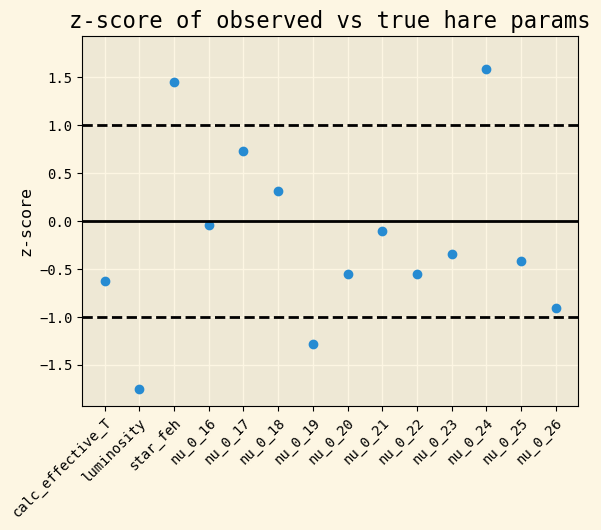 z-score of observed vs true hare params
z-score
1.5
1.0
0.5
0.0
−0.5
−1.0
−1.5
calc_effective_T
luminosity
star_feh
nu_0_16
nu_0_17
nu_0_18
nu_0_19
nu_0_20
nu_0_21
nu_0_22
nu_0_23
nu_0_24
nu_0_25
nu_0_26